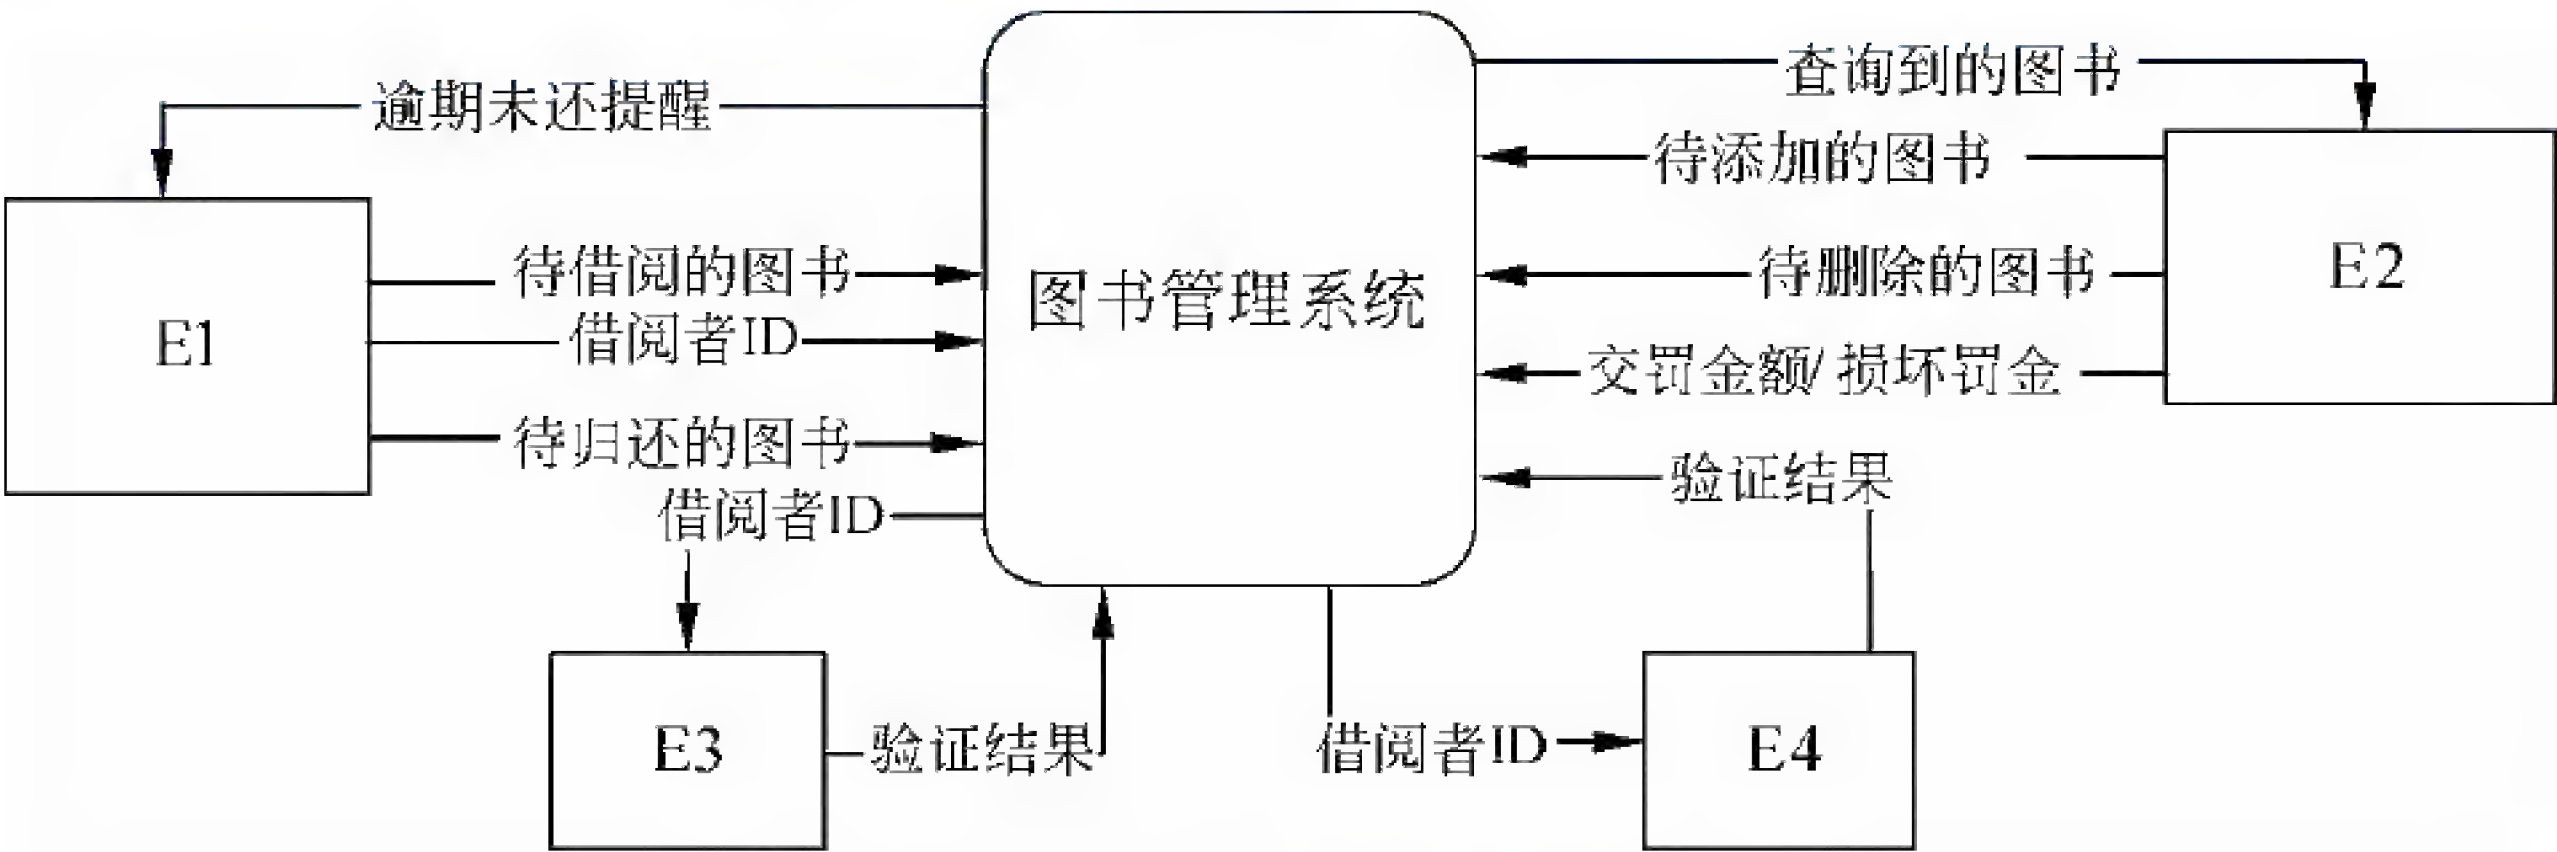 查询到的图书
逾期未还提醒
待添加的图书
待借阅的图书
待删除的图书
E2
图书管理系统
E1
借阅者ID
交罚金额/损坏罚金
待归还的图书
验证结果
借阅者ID
E3
验证结果
借阅者ID
E4